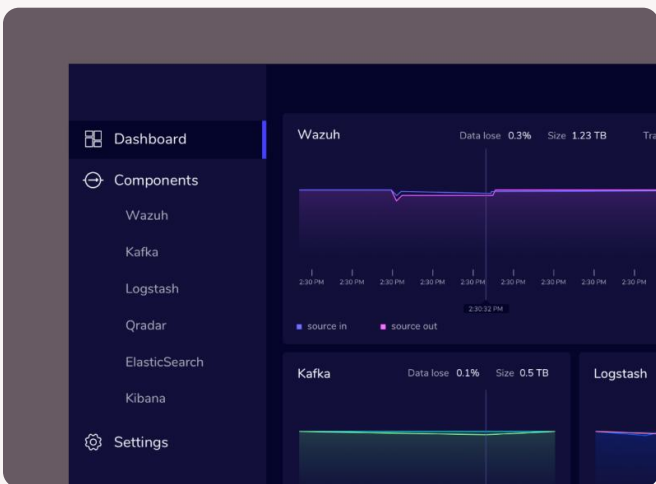 Dashboard
Components
Wazuh
Kafka
Logstash
Qradar
ElasticSearch
Kibana
Settings
Wazuh Data lose 0.3% Size 1.23 TB Tra
2:30 PM 2:30 PM 2:30 PM 2:30 PM 2:30 PM 2:30 PM 2:30 PM 2:30 PM 2:30 PM
2:30:32 PM
source in source out
Kafka Data lose 0.1% Size 0.5 TB
Logstash